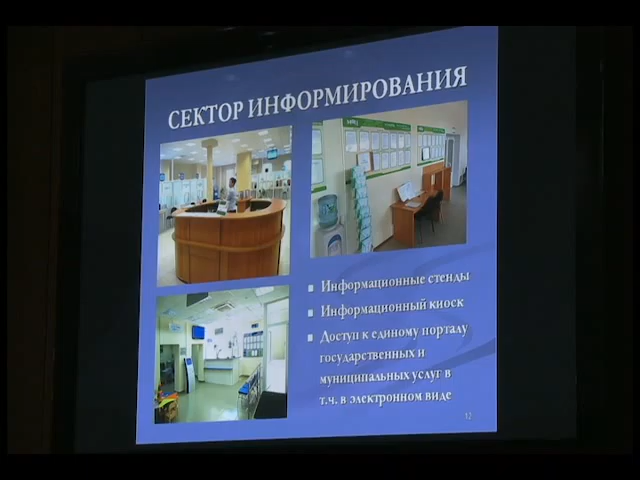 СЕКТОР ИНФОРМИРОВАНИЯ
Информационные стенды
Информационный киоск
Доступ к единому порталу
государственных и
муниципальных услуг в
т.ч. в электронном виде
12